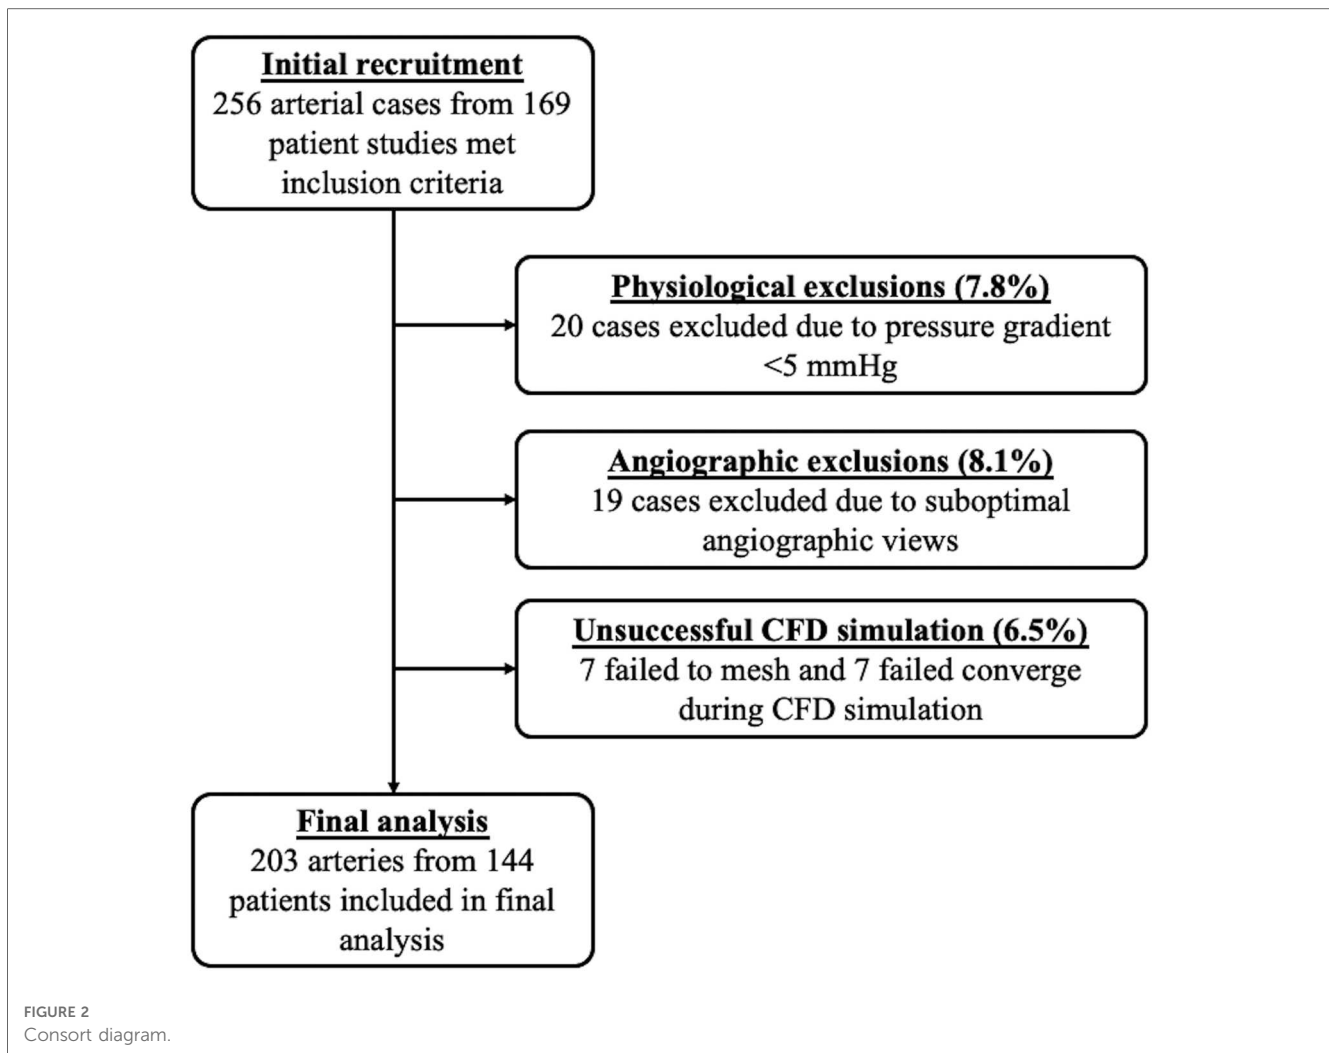 Initial recruitment
256 arterial cases from 169
patient studies met
inclusion criteria
Physiological exclusions (7.8%)
20 cases excluded due to pressure gradient
<5 mmHg
Angiographic exclusions (8.1%)
19 cases excluded due to suboptimal
angiographic views
Unsuccessful CFD simulation (6.5%)
7 failed to mesh and 7 failed converge
during CFD simulation
Final analysis
203 arteries from 144
patients included in final
analysis
FIGURE 2
Consort diagram.